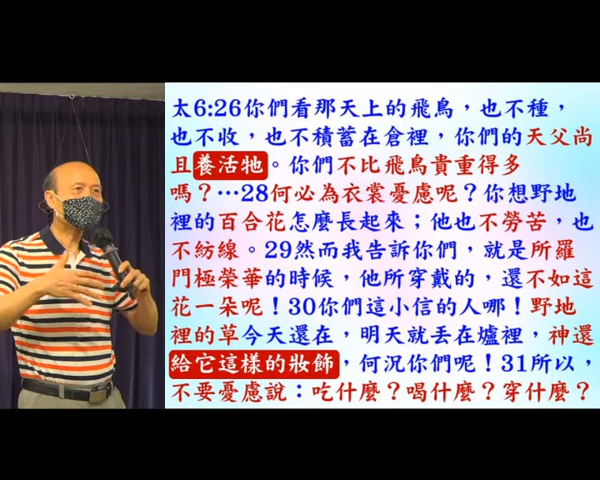 太6:26你們看那天上的飛鳥，也不種，
也不收，也不積蓄在倉裡，你們的天父尚
且養活牠。你們不比飛鳥貴重得多
嗎？…28何必為衣裳憂慮呢？你想野地
裡的百合花怎麼長起來；他也不勞苦，也
不紡線。29然而我告訴你們，就是所羅
門極榮華的時候，他所穿戴的，還不如這
花一朵呢！30你們這小信的人哪！野地
裡的草今天還在，明天就丟在爐裡，神還
給它這樣的妝飾，何況你們呢！31所以，
不要憂慮說：吃什麼？喝什麼？穿什麼？